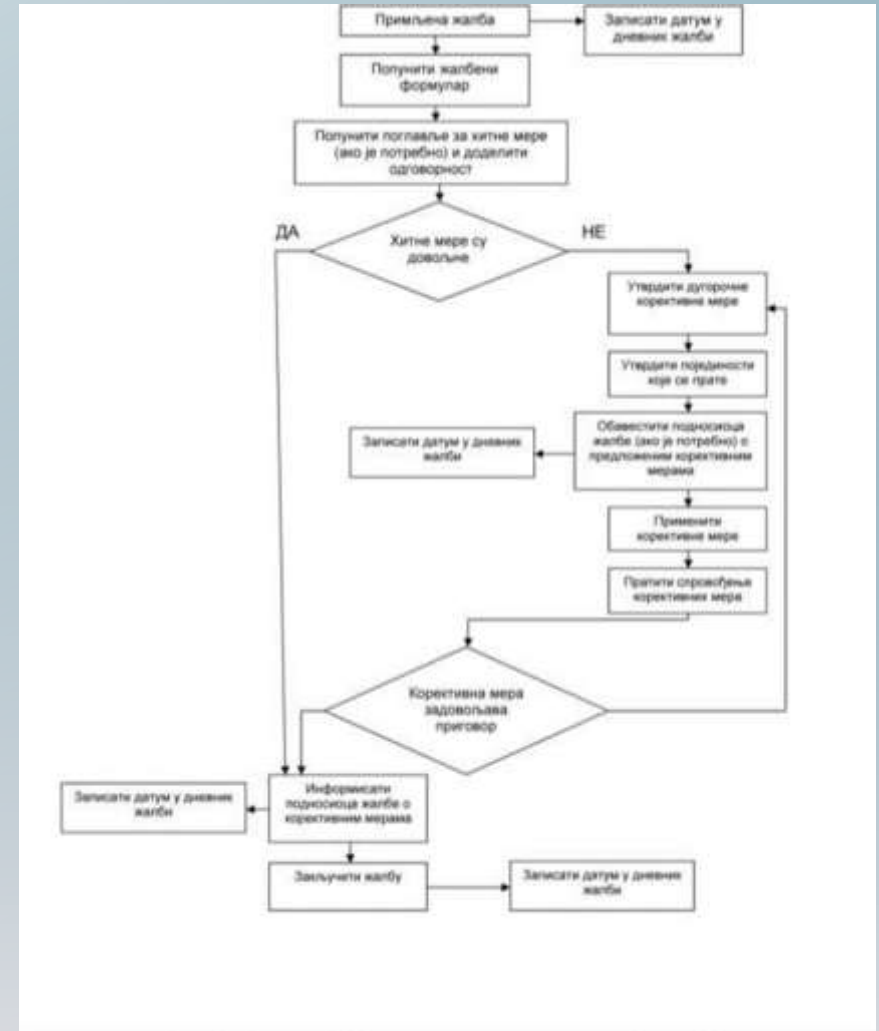 Примљена жалба
Записати датум у
дневник жалби
Попунити жалбени
формулар
Попунити поглавље за хитне мере
(ако је потребно) и доделити
одговорност
ДА
НЕ
Хитне мере су
довољне
Утврдити дугорочне
корективне мере
Утврдити појединости
које се прате
Обавестити подносиоца
жалбе (ако је потребно) о
предложеним корективним
мерама
Записати датум у дневник
жалби
Применити
корективне мере
Пратити спровођење
корективних мера
Корективна мера
задовољава
приговор
Информисати
подносиоца жалбе о
корективним мерама
Записати датум у дневник
жалби
Закључити жалбу
Записати датум у дневник
жалби